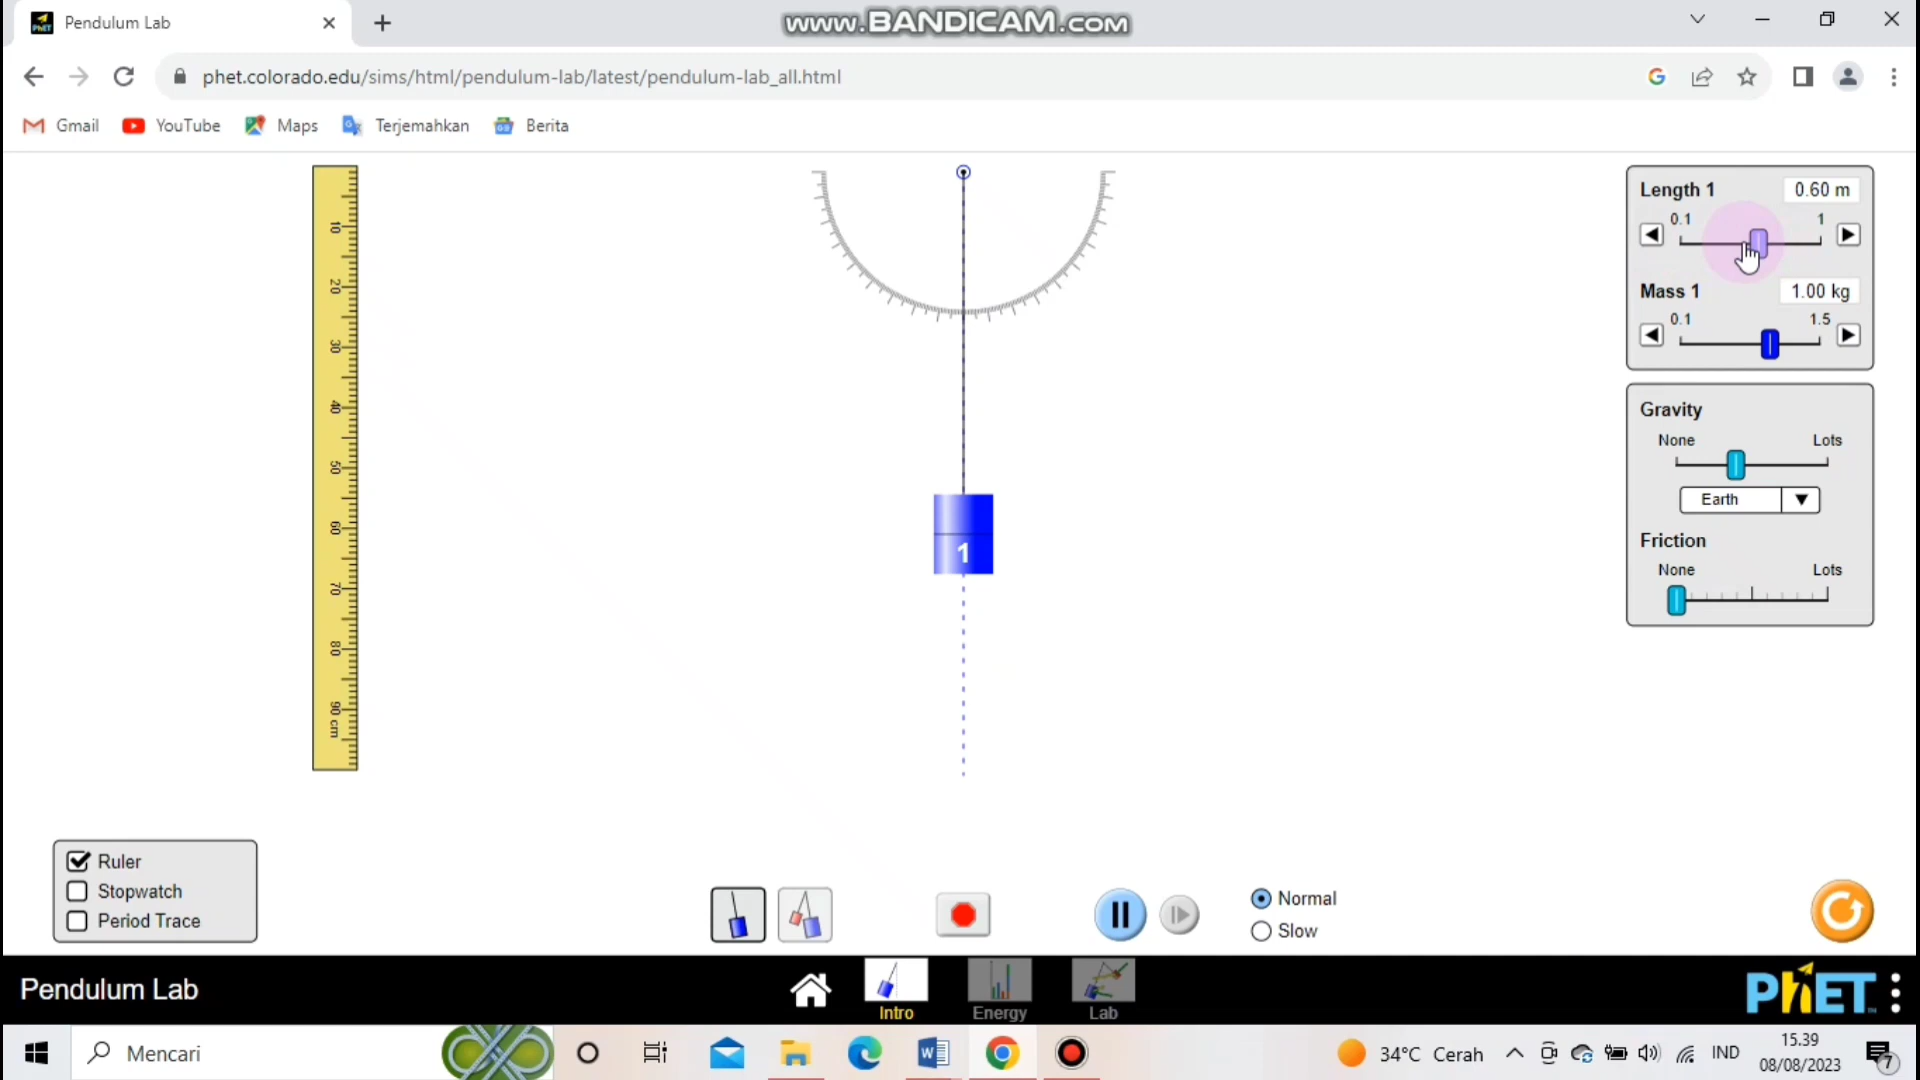 Pendulum Lab
www.BANDICAM.com
phet.colorado.edu/sims/html/pendulum-lab/latest/pendulum-lab_all.html
Gmail
YouTube
Maps
Terjemahkan
Berita
10
20
30
40
50
60
70
80
90 cm
1
Length 1
0.60 m
0.1
1
Mass 1
1.00 kg
0.1
1.5
Gravity
None
Lots
Earth
Friction
None
Lots
Ruler
Stopwatch
Period Trace
Normal
Slow
Pendulum Lab
Intro
Energy
Lab
PhET
Mencari
34°C Cerah
IND
15.39
08/08/2023
7